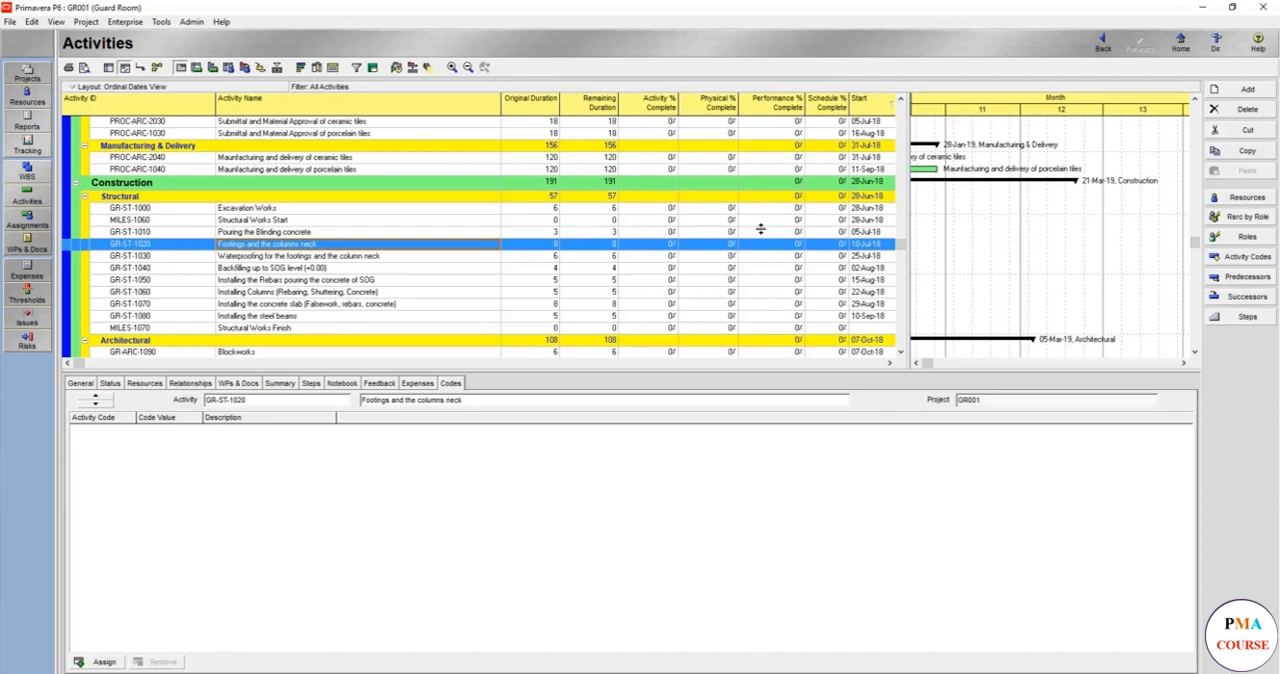 Primavera P6 : GR001 (Guard Room)
File Edit View Project Enterprise Tools Admin Help
Activities
Back Forward Home Dir. Help
Projects
Resources
Reports
Tracking
WBS
Activities
Assignments
WPs & Docs
Expenses
Thresholds
Issues
Risks
Layout: Ordinal Dates View Filter: All Activities
Activity ID Activity Name Original Duration Remaining Duration Activity % Complete Physical % Complete Performance % Complete Schedule % Complete Start
Month
11 12 13
PROC-ARC-2030 Submittal and Material Approval of ceramic tiles 18 18 0% 0% 0% 0% 05-Jul-18
PROC-ARC-1030 Submittal and Material Approval of porcelain tiles 18 18 0% 0% 0% 0% 16-Aug-18
Manufacturing & Delivery 156 156 0% 0% 31-Jul-18
28-Jan-19, Manufacturing & Delivery
PROC-ARC-2040 Maunfacturing and delivery of ceramic tiles 120 120 0% 0% 0% 0% 31-Jul-18
ry of ceramic tiles
PROC-ARC-1040 Maunfacturing and delivery of porcelain tiles 120 120 0% 0% 0% 0% 11-Sep-18
Maunfacturing and delivery of porcelain tiles
Construction 191 191 0% 0% 28-Jun-18
21-Mar-19, Construction
Structural 57 57 0% 0% 28-Jun-18
GR-ST-1000 Excavation Works 6 6 0% 0% 0% 0% 28-Jun-18
MILES-1060 Structural Works Start 0 0 0% 0% 0% 0% 28-Jun-18
GR-ST-1010 Pouring the Blinding concrete 3 3 0% 0% 0% 0% 05-Jul-18
GR-ST-1020 Footings and the columns neck 8 8 0% 0% 0% 0% 10-Jul-18
GR-ST-1030 Waterproofing for the footings and the column neck 6 6 0% 0% 0% 0% 25-Jul-18
GR-ST-1040 Backfilling up to SOG level (+0.00) 4 4 0% 0% 0% 0% 02-Aug-18
GR-ST-1050 Installing the Rebars pouring the concrete of SOG 5 5 0% 0% 0% 0% 15-Aug-18
GR-ST-1060 Installing Columns (Rebaring, Shuttering, Concrete) 5 5 0% 0% 0% 0% 22-Aug-18
GR-ST-1070 Installing the concrete slab (Falsework, rebars, concrete) 8 8 0% 0% 0% 0% 29-Aug-18
GR-ST-1080 Installing the steel beams 5 5 0% 0% 0% 0% 10-Sep-18
MILES-1070 Structural Works Finish 0 0 0% 0% 0% 0%
Architectural 108 108 0% 0% 07-Oct-18
05-Mar-19, Architectural
GR-ARC-1090 Blockworks 6 6 0% 0% 0% 0% 07-Oct-18
Add
Delete
Cut
Copy
Paste
Resources
Rsrc by Role
Roles
Activity Codes
Predecessors
Successors
Steps
General Status Resources Relationships WPs & Docs Summary Steps Notebook Feedback Expenses Codes
Activity GR-ST-1020 Footings and the columns neck Project GR001
Activity Code Code Value Description
Assign Remove
PMA
COURSE